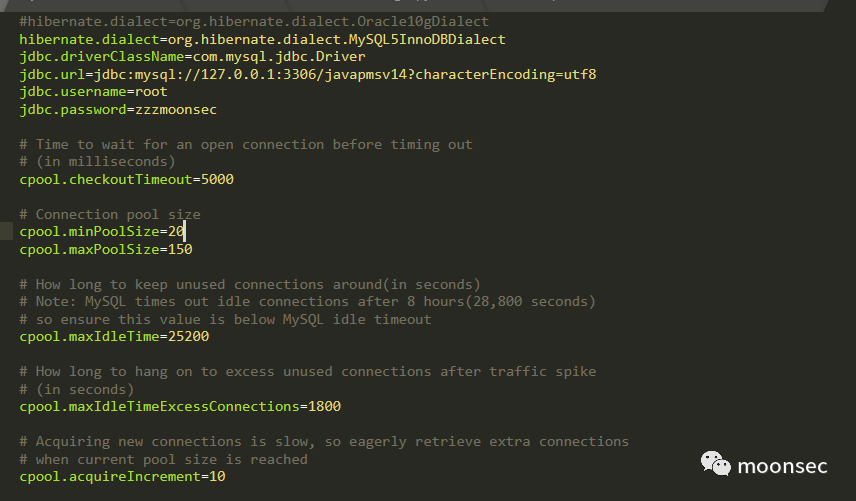 #hibernate.dialect=org.hibernate.dialect.Oracle10gDialect
hibernate.dialect=org.hibernate.dialect.MySQL5InnoDBDialect
jdbc.driverClassName=com.mysql.jdbc.Driver
jdbc.url=jdbc:mysql://127.0.0.1:3306/javapmsv14?characterEncoding=utf8
jdbc.username=root
jdbc.password=zzzmoonsec
# Time to wait for an open connection before timing out
# (in milliseconds)
cpool.checkoutTimeout=5000
# Connection pool size
cpool.minPoolSize=20
cpool.maxPoolSize=150
# How long to keep unused connections around(in seconds)
# Note: MySQL times out idle connections after 8 hours(28,800 seconds)
# so ensure this value is below MySQL idle timeout
cpool.maxIdleTime=25200
# How long to hang on to excess unused connections after traffic spike
# (in seconds)
cpool.maxIdleTimeExcessConnections=1800
# Acquiring new connections is slow, so eagerly retrieve extra connections
# when current pool size is reached
cpool.acquireIncrement=10
moonsec